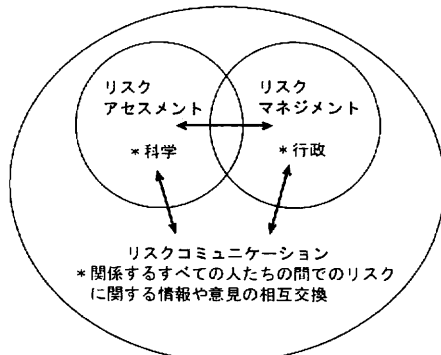 リスク
アセスメント
＊科学
リスク
マネジメント
＊行政
リスクコミュニケーション
＊関係するすべての人たちの間でのリスク
に関する情報や意見の相互交換